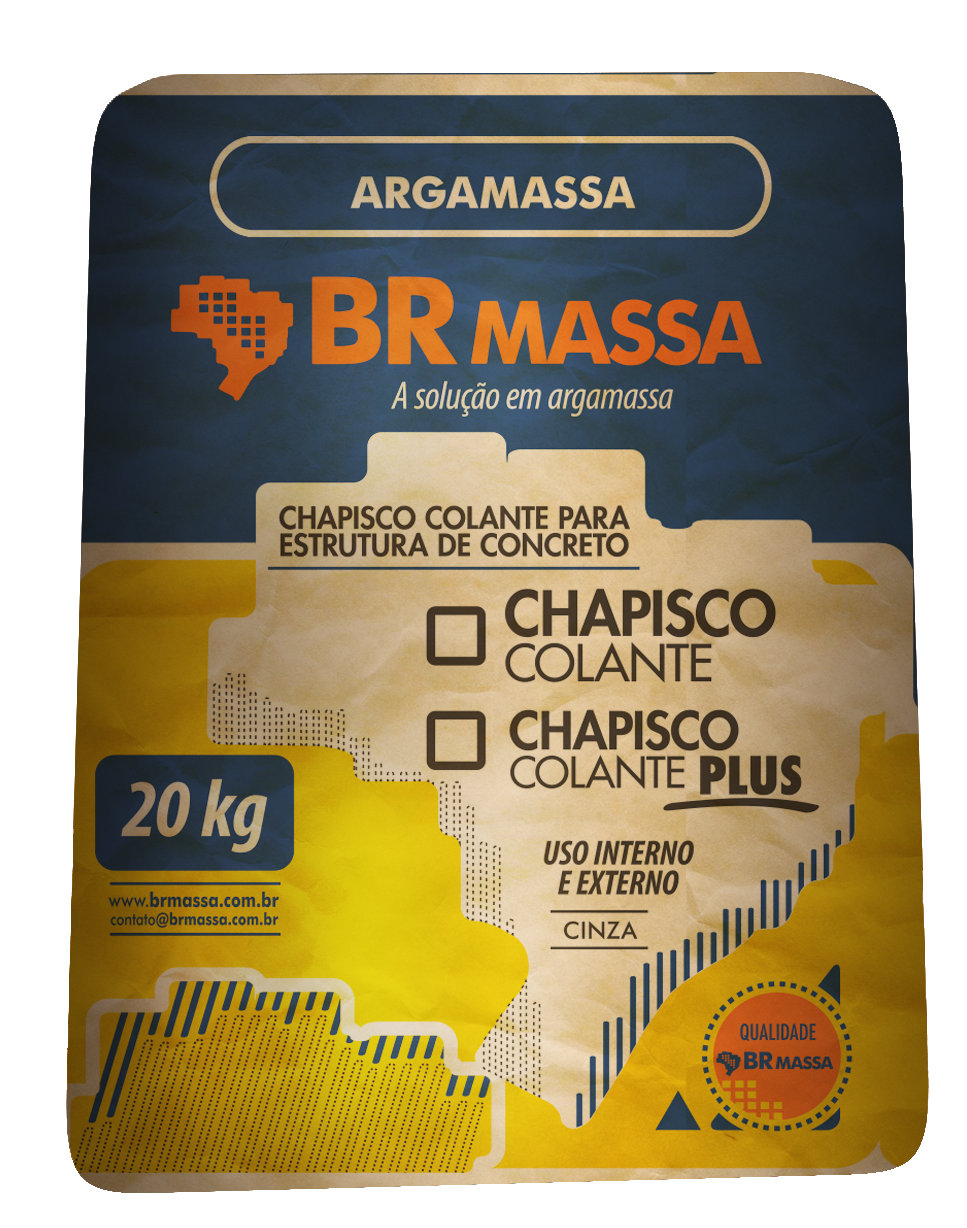 ARGAMASSA
BR MASSA
A solução em argamassa
CHAPISCO COLANTE PARA
ESTRUTURA DE CONCRETO
CHAPISCO
COLANTE
CHAPISCO
COLANTE PLUS
20 kg
USO INTERNO
E EXTERNO
www.brmassa.com.br
contato@brmassa.com.br
CINZA
QUALIDADE
BR MASSA